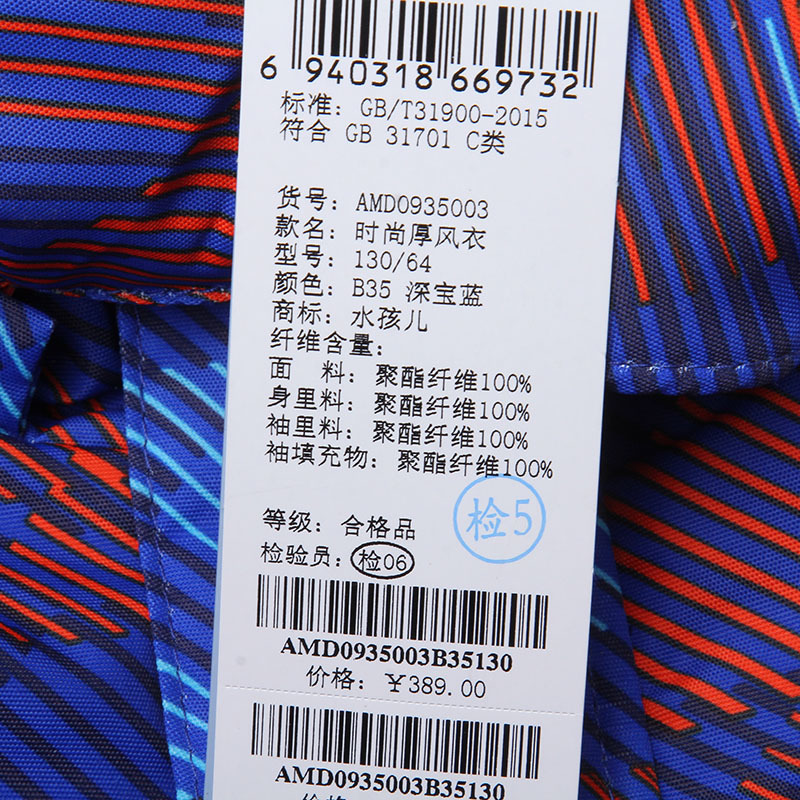 6 940318 669732
标准: GB/T31900-2015
符合 GB 31701 C类
货号: AMD0935003
款名: 时尚厚风衣
型号: 130/64
颜色: B35 深宝蓝
商标: 水孩儿
纤维含量:
面 料: 聚酯纤维100%
身里料: 聚酯纤维100%
袖里料: 聚酯纤维100%
袖填充物: 聚酯纤维100%
检5
等级: 合格品
检验员: 检06
AMD0935003B35130
价格: ¥389.00
AMD0935003B35130